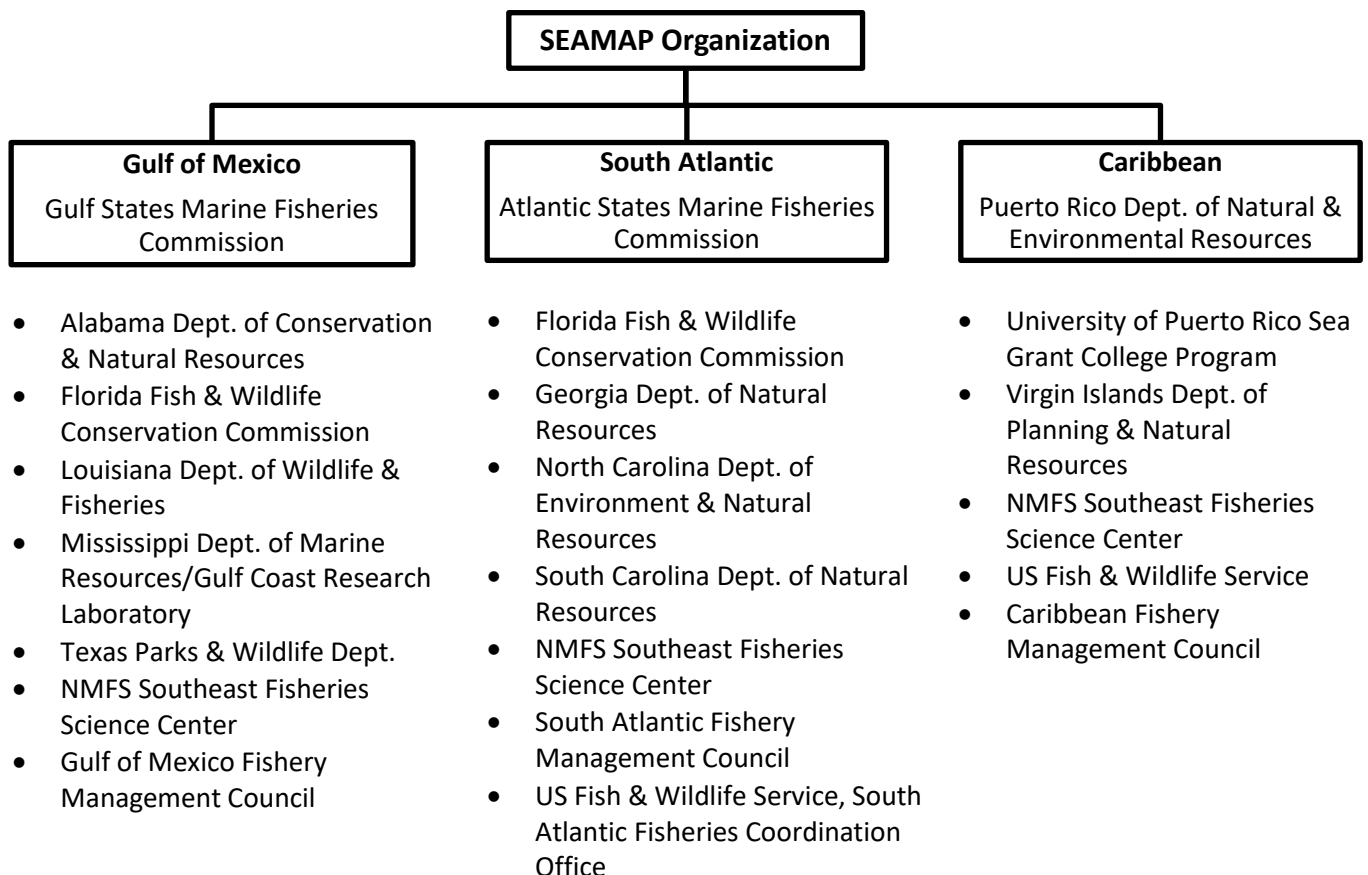 SEAMAP Organization
Gulf of Mexico
Gulf States Marine Fisheries
Commission
South Atlantic
Atlantic States Marine Fisheries
Commission
Caribbean
Puerto Rico Dept. of Natural &
Environmental Resources
• Alabama Dept. of Conservation
& Natural Resources
• Florida Fish & Wildlife
Conservation Commission
• Louisiana Dept. of Wildlife &
Fisheries
• Mississippi Dept. of Marine
Resources/Gulf Coast Research
Laboratory
• Texas Parks & Wildlife Dept.
• NMFS Southeast Fisheries
Science Center
• Gulf of Mexico Fishery
Management Council
• Florida Fish & Wildlife
Conservation Commission
• Georgia Dept. of Natural
Resources
• North Carolina Dept. of
Environment & Natural
Resources
• South Carolina Dept. of Natural
Resources
• NMFS Southeast Fisheries
Science Center
• South Atlantic Fishery
Management Council
• US Fish & Wildlife Service, South
Atlantic Fisheries Coordination
Office
• University of Puerto Rico Sea
Grant College Program
• Virgin Islands Dept. of
Planning & Natural
Resources
• NMFS Southeast Fisheries
Science Center
• US Fish & Wildlife Service
• Caribbean Fishery
Management Council